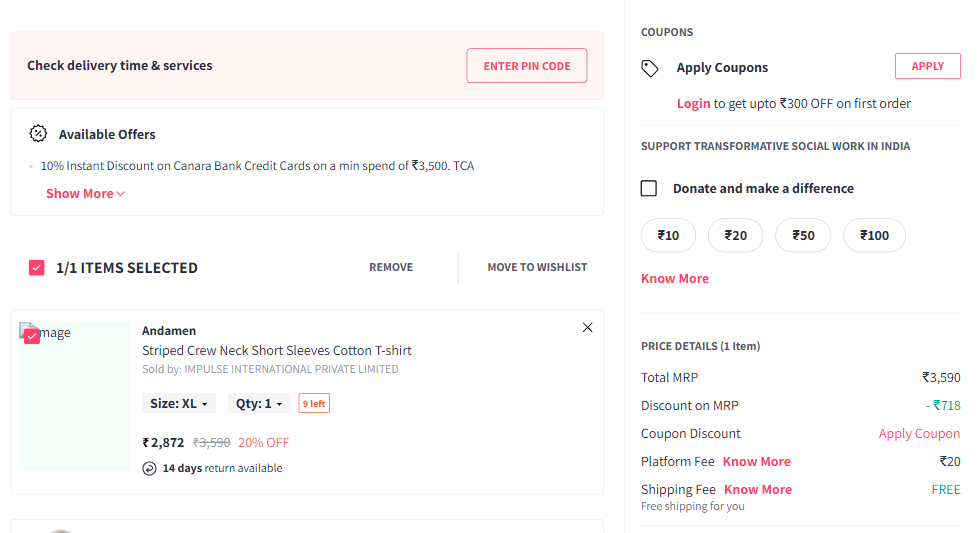 Check delivery time & services
ENTER PIN CODE
Available Offers
10% Instant Discount on Canara Bank Credit Cards on a min spend of ₹3,500. TCA
Show More
1/1 ITEMS SELECTED
REMOVE
MOVE TO WISHLIST
Andamen
Striped Crew Neck Short Sleeves Cotton T-shirt
Sold by: IMPULSE INTERNATIONAL PRIVATE LIMITED
Size: XL
Qty: 1
9 left
₹2,872 ₹3,590 20% OFF
14 days return available
COUPONS
Apply Coupons
APPLY
Login to get upto ₹300 OFF on first order
SUPPORT TRANSFORMATIVE SOCIAL WORK IN INDIA
Donate and make a difference
₹10 ₹20 ₹50 ₹100
Know More
PRICE DETAILS (1 Item)
Total MRP ₹3,590
Discount on MRP - ₹718
Coupon Discount Apply Coupon
Platform Fee Know More ₹20
Shipping Fee Know More FREE
Free shipping for you